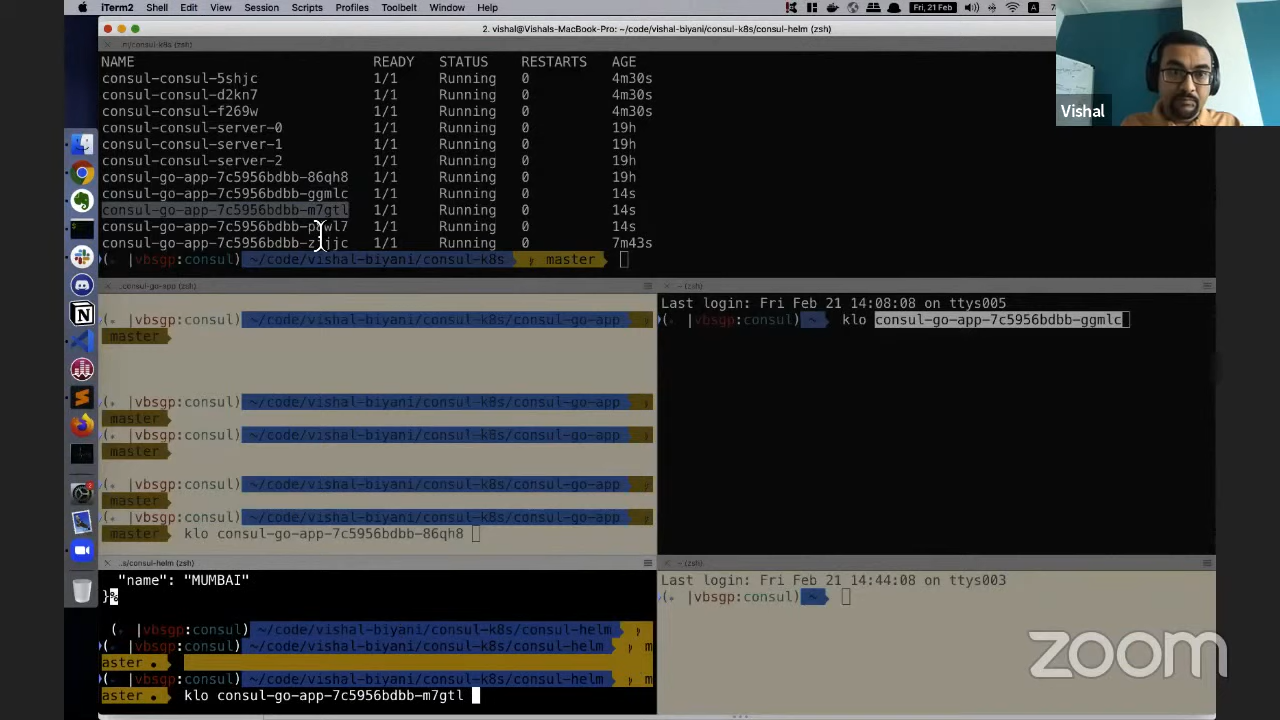 iTerm2 Shell Edit View Session Scripts Profiles Toolbelt Window Help Fri, 21 Feb
2. vishal@Vishals-MacBook-Pro: ~/code/vishal-biyani/consul-k8s/consul-helm (zsh)
NAME READY STATUS RESTARTS AGE
consul-consul-5shjc 1/1 Running 0 4m30s
consul-consul-d2kn7 1/1 Running 0 4m30s
consul-consul-f269w 1/1 Running 0 4m30s
consul-consul-server-0 1/1 Running 0 19h
consul-consul-server-1 1/1 Running 0 19h
consul-consul-server-2 1/1 Running 0 19h
consul-go-app-7c5956bdbb-86qh8 1/1 Running 0 19h
consul-go-app-7c5956bdbb-ggmlc 1/1 Running 0 14s
consul-go-app-7c5956bdbb-m7gtl 1/1 Running 0 14s
1/1 Running 0 14s
1/1 Running 0 7m43s
( |vbsgp:consul) ~/code/vishal-biyani/consul-k8s master
Vishal
_consul-go-app (zsh)
( |vbsgp:consul) ~/code/vishal-biyani/consul-k8s/consul-go-app
master
( |vbsgp:consul) ~/code/vishal-biyani/consul-k8s/consul-go-app
master
( |vbsgp:consul) ~/code/vishal-biyani/consul-k8s/consul-go-app
master
( |vbsgp:consul) ~/code/vishal-biyani/consul-k8s/consul-go-app
master
( |vbsgp:consul) ~/code/vishal-biyani/consul-k8s/consul-go-app
master klo consul-go-app-7c5956bdbb-86qh8
~ (zsh)
Last login: Fri Feb 21 14:08:08 on ttys005
( |vbsgp:consul) ~ klo consul-go-app-7c5956bdbb-ggmlc
..s/consul-helm (zsh)
"name": "MUMBAI"
}%
( |vbsgp:consul) ~/code/vishal-biyani/consul-k8s/consul-helm
( |vbsgp:consul) ~/code/vishal-biyani/consul-k8s/consul-helm m
aster
( |vbsgp:consul) ~/code/vishal-biyani/consul-k8s/consul-helm m
aster klo consul-go-app-7c5956bdbb-m7gtl
~ (zsh)
Last login: Fri Feb 21 14:44:08 on ttys003
( |vbsgp:consul) ~
zoom